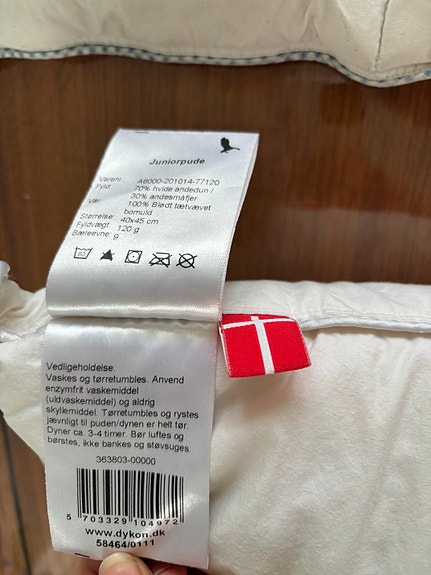 Juniorpude
Varenr.: A6000-201014-77120
Fyld: 70% hvide andedun /
30% andesmåfjer
Vår: 100% Blødt tætvævet
bomuld
Størrelse: 40x45 cm
Fyldvægt: 120 g
Bæreevne: 9
60
Vedligeholdelse:
Vaskes og tørretumbles. Anvend
enzymfrit vaskemiddel
(uldvaskemiddel) og aldrig
skyllemiddel. Tørretumbles og rystes
jævnligt til puden/dynen er helt tør.
Dyner ca. 3-4 timer. Bør luftes og
børstes, ikke bankes og støvsuges
363803-00000
5 703329 104972
www.dykon.dk
58464/0111